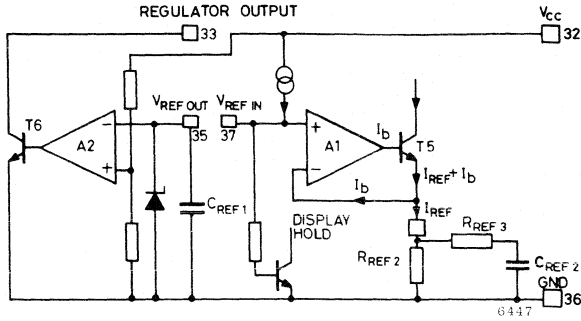 REGULATOR OUTPUT
33
VCC
32
T6
A2
−
+
VREF OUT
35
VREF IN
37
+
−
A1
Ib
T5
IREF + Ib
Ib
IREF
CREF 1
DISPLAY
HOLD
RREF 3
RREF 2
CREF 2
GND
36
6447